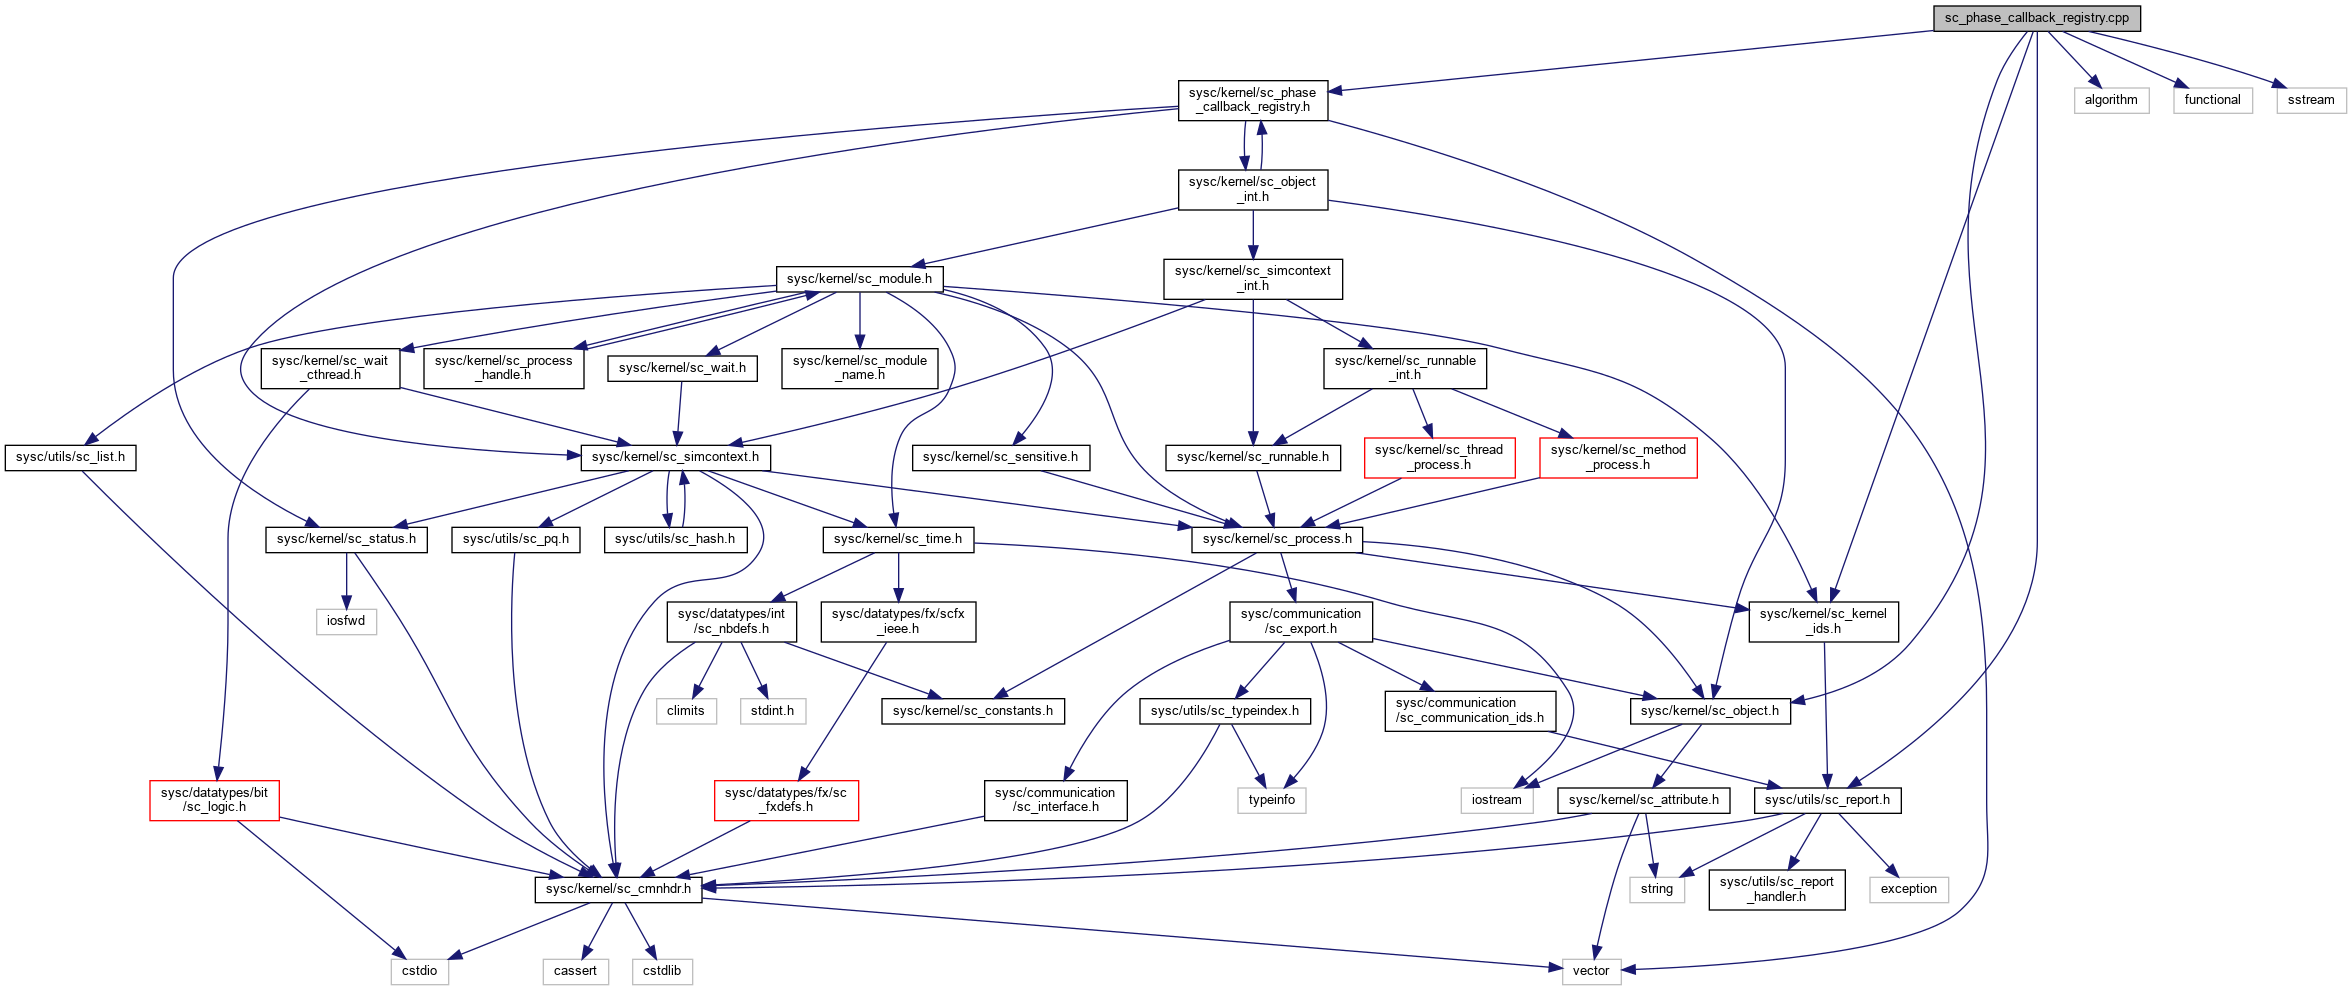 sc_phase_callback_registry.cpp
sysc/kernel/sc_phase
_callback_registry.h
algorithm
functional
sstream
sysc/kernel/sc_object
_int.h
sysc/kernel/sc_module.h
sysc/kernel/sc_simcontext
_int.h
sysc/kernel/sc_wait
_cthread.h
sysc/kernel/sc_process
_handle.h
sysc/kernel/sc_wait.h
sysc/kernel/sc_module
_name.h
sysc/kernel/sc_runnable
_int.h
sysc/utils/sc_list.h
sysc/kernel/sc_simcontext.h
sysc/kernel/sc_sensitive.h
sysc/kernel/sc_runnable.h
sysc/kernel/sc_thread
_process.h
sysc/kernel/sc_method
_process.h
sysc/kernel/sc_status.h
sysc/utils/sc_pq.h
sysc/utils/sc_hash.h
sysc/kernel/sc_time.h
sysc/kernel/sc_process.h
iosfwd
sysc/datatypes/int
/sc_nbdefs.h
sysc/datatypes/fx/scfx
_ieee.h
sysc/communication
/sc_export.h
sysc/kernel/sc_kernel
_ids.h
climits
stdint.h
sysc/kernel/sc_constants.h
sysc/utils/sc_typeindex.h
sysc/communication
/sc_communication_ids.h
sysc/kernel/sc_object.h
sysc/datatypes/bit
/sc_logic.h
sysc/datatypes/fx/sc
_fxdefs.h
sysc/communication
/sc_interface.h
typeinfo
iostream
sysc/kernel/sc_attribute.h
sysc/utils/sc_report.h
sysc/kernel/sc_cmnhdr.h
string
sysc/utils/sc_report
_handler.h
exception
cstdio
cassert
cstdlib
vector